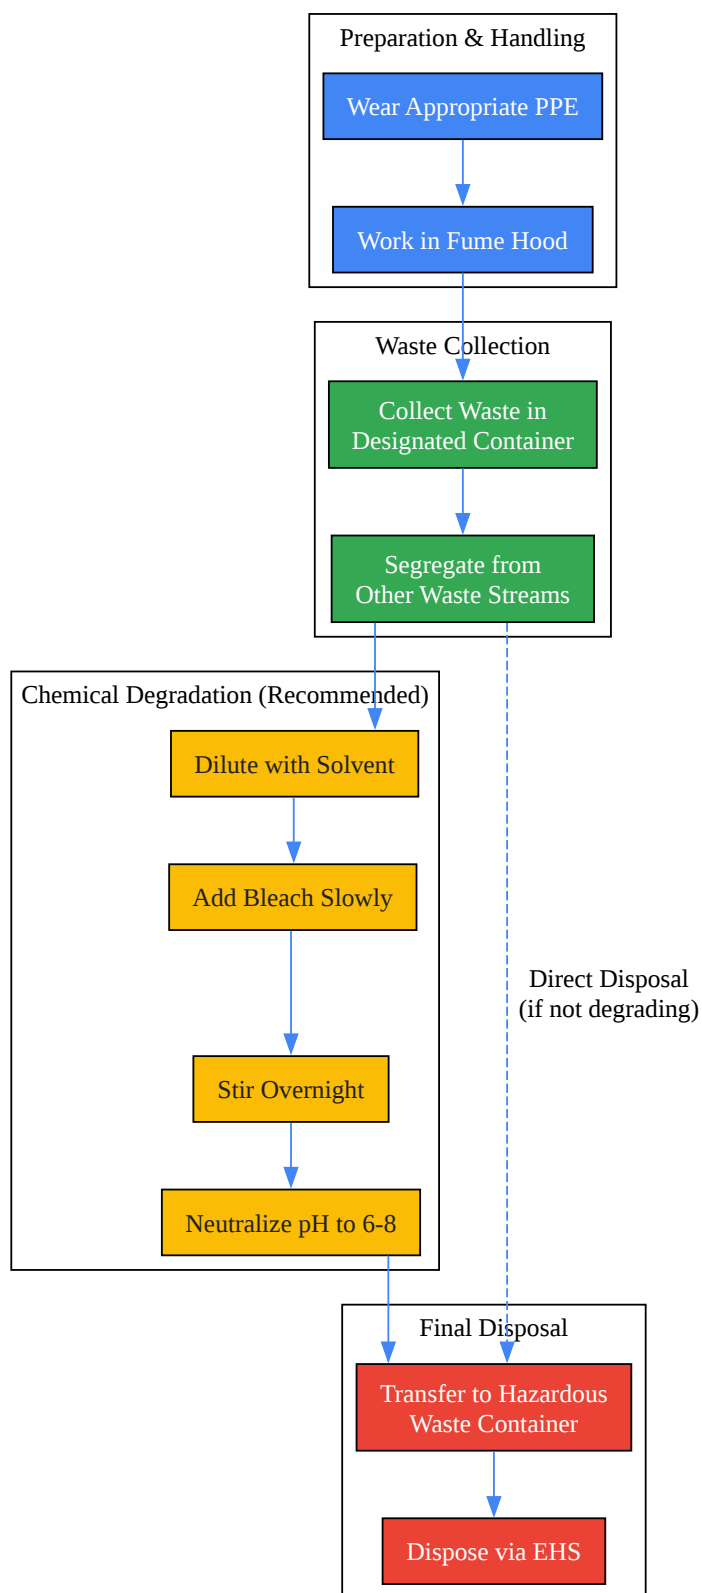 Preparation & Handling
Wear Appropriate PPE
Work in Fume Hood
Waste Collection
Collect Waste in
Designated Container
Segregate from
Other Waste Streams
Chemical Degradation (Recommended)
Dilute with Solvent
Add Bleach Slowly
Direct Disposal
(if not degrading)
Stir Overnight
Neutralize pH to 6-8
Final Disposal
Transfer to Hazardous
Waste Container
Dispose via EHS